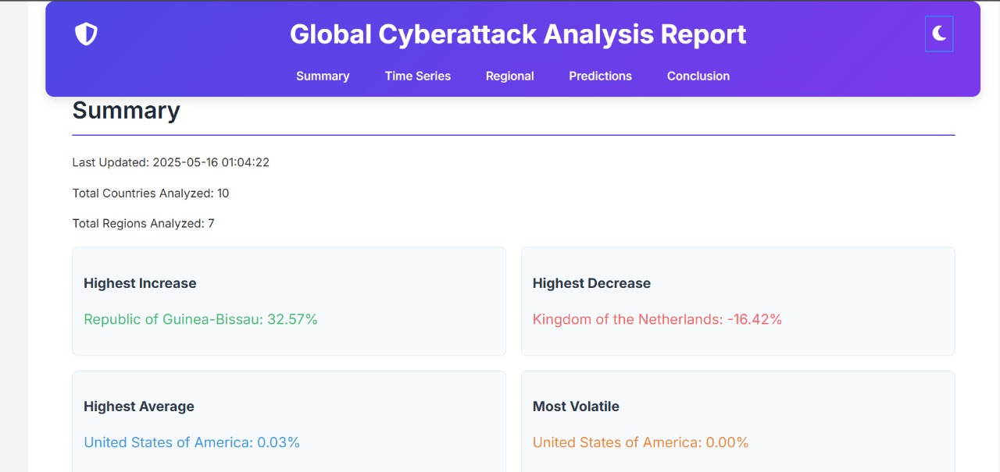 Global Cyberattack Analysis Report
Summary Time Series Regional Predictions Conclusion
Summary
Last Updated: 2025-05-16 01:04:22
Total Countries Analyzed: 10
Total Regions Analyzed: 7
Highest Increase
Republic of Guinea-Bissau: 32.57%
Highest Decrease
Kingdom of the Netherlands: -16.42%
Highest Average
United States of America: 0.03%
Most Volatile
United States of America: 0.00%